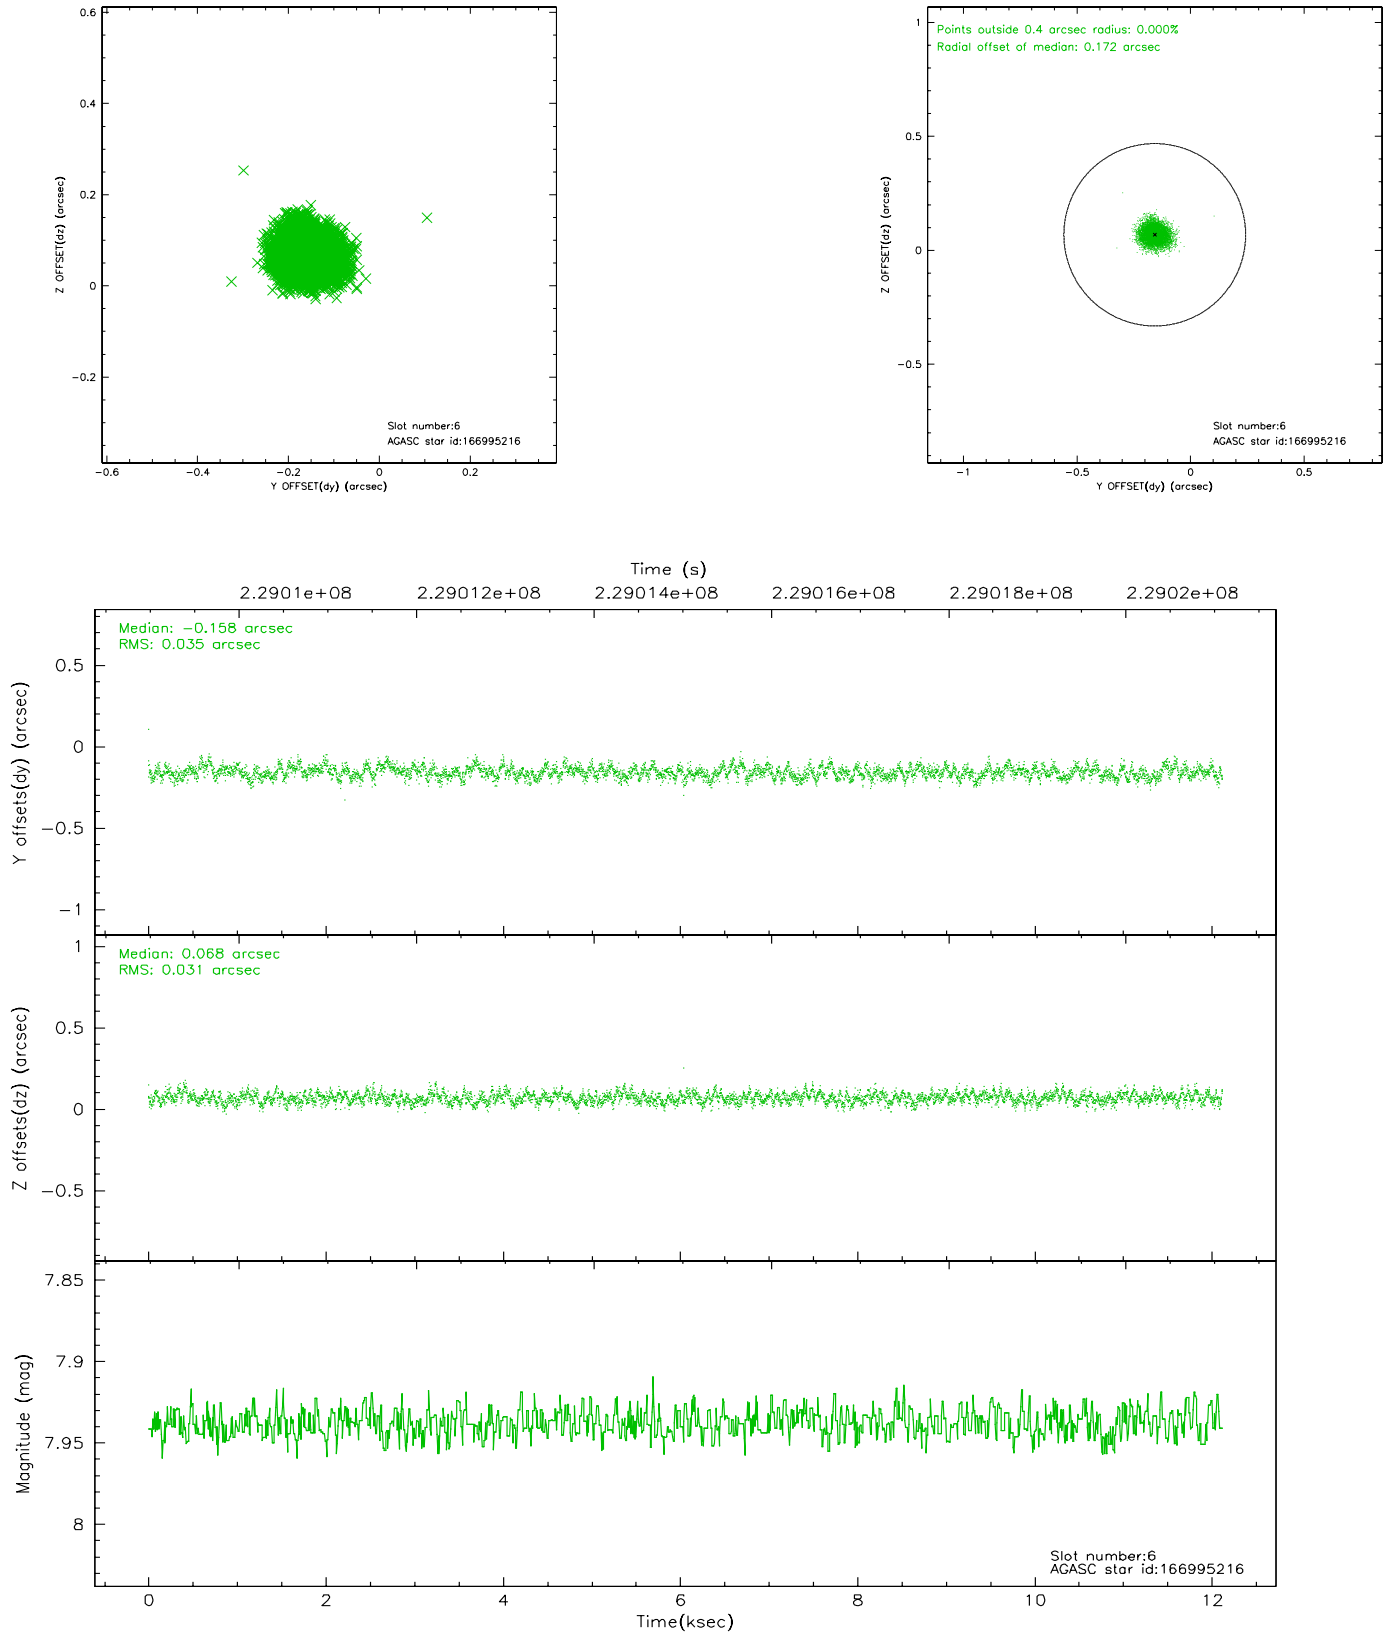 0.6
0.4
0.2
0
−0.2
Z OFFSET(dz) (arcsec)
Slot number:6
AGASC star id:166995216
−0.6 −0.4 −0.2 0 0.2
Y OFFSET(dy) (arcsec)
Points outside 0.4 arcsec radius: 0.000%
Radial offset of median: 0.172 arcsec
1
0.5
0
−0.5
Z OFFSET(dz) (arcsec)
Slot number:6
AGASC star id:166995216
−1 −0.5 0 0.5
Y OFFSET(dy) (arcsec)
Time (s)
2.2901e+08 2.29012e+08 2.29014e+08 2.29016e+08 2.29018e+08 2.2902e+08
Median: −0.158 arcsec
RMS: 0.035 arcsec
0.5
0
−0.5
−1
Y offsets(dy) (arcsec)
Median: 0.068 arcsec
RMS: 0.031 arcsec
1
0.5
0
−0.5
Z offsets(dz) (arcsec)
7.85
7.9
7.95
8
Magnitude (mag)
Slot number:6
AGASC star id:166995216
0 2 4 6 8 10 12
Time(ksec)